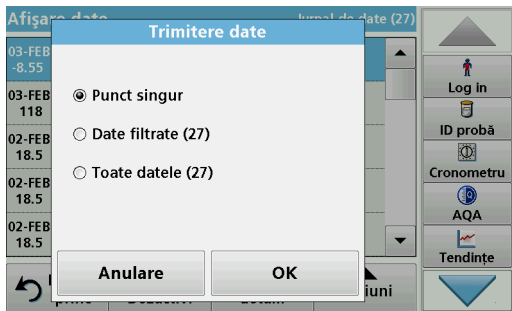 Afișare date
Jurnal de date (27)
Trimitere date
03-FEB
-8.55
03-FEB
118
02-FEB
18.5
02-FEB
18.5
02-FEB
18.5
Punct singur
Date filtrate (27)
Toate datele (27)
Anulare
OK
Log in
ID probă
Cronometru
AQA
Tendințe